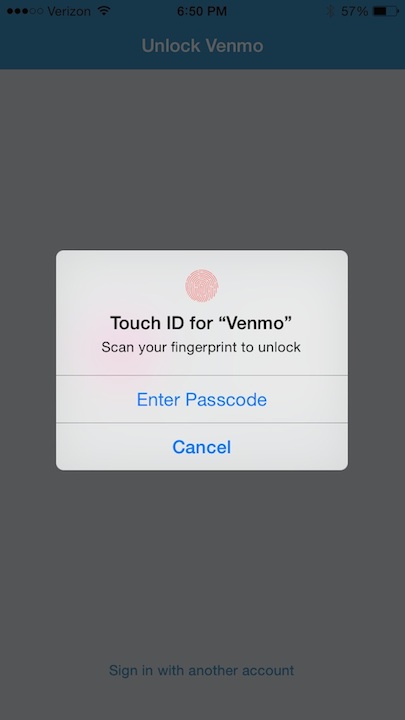 Verizon 6:50 PM 57%
Unlock Venmo
Touch ID for “Venmo”
Scan your fingerprint to unlock
Enter Passcode
Cancel
Sign in with another account